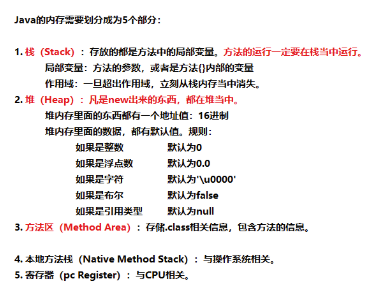 Java的内存需要划分成为5个部分：
1. 栈（Stack）：存放的都是方法中的局部变量。方法的运行一定要在栈当中运行。
局部变量：方法的参数，或者是方法{}内部的变量
作用域：一旦超出作用域，立刻从栈内存当中消失。
2. 堆（Heap）：凡是new出来的东西，都在堆当中。
堆内存里面的东西都有一个地址值：16进制
堆内存里面的数据，都有默认值。规则：
如果是整数 默认为0
如果是浮点数 默认为0.0
如果是字符 默认为'\u0000'
如果是布尔 默认为false
如果是引用类型 默认为null
3. 方法区（Method Area）：存储.class相关信息，包含方法的信息。
4. 本地方法栈（Native Method Stack）：与操作系统相关。
5. 寄存器（pc Register）：与CPU相关。